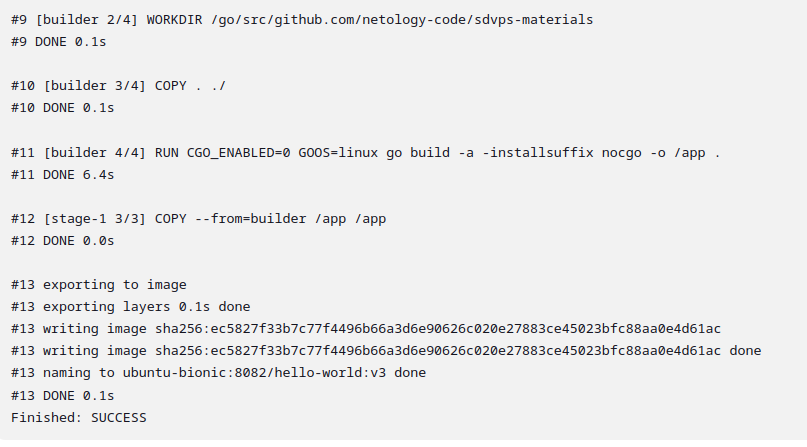 #9 [builder 2/4] WORKDIR /go/src/github.com/netology-code/sdvps-materials
#9 DONE 0.1s
#10 [builder 3/4] COPY . ./
#10 DONE 0.1s
#11 [builder 4/4] RUN CGO_ENABLED=0 GOOS=linux go build -a -installsuffix nocgo -o /app .
#11 DONE 6.4s
#12 [stage-1 3/3] COPY --from=builder /app /app
#12 DONE 0.0s
#13 exporting to image
#13 exporting layers 0.1s done
#13 writing image sha256:ec5827f33b7c77f4496b66a3d6e90626c020e27883ce45023bfc88aa0e4d61ac
#13 writing image sha256:ec5827f33b7c77f4496b66a3d6e90626c020e27883ce45023bfc88aa0e4d61ac done
#13 naming to ubuntu-bionic:8082/hello-world:v3 done
#13 DONE 0.1s
Finished: SUCCESS